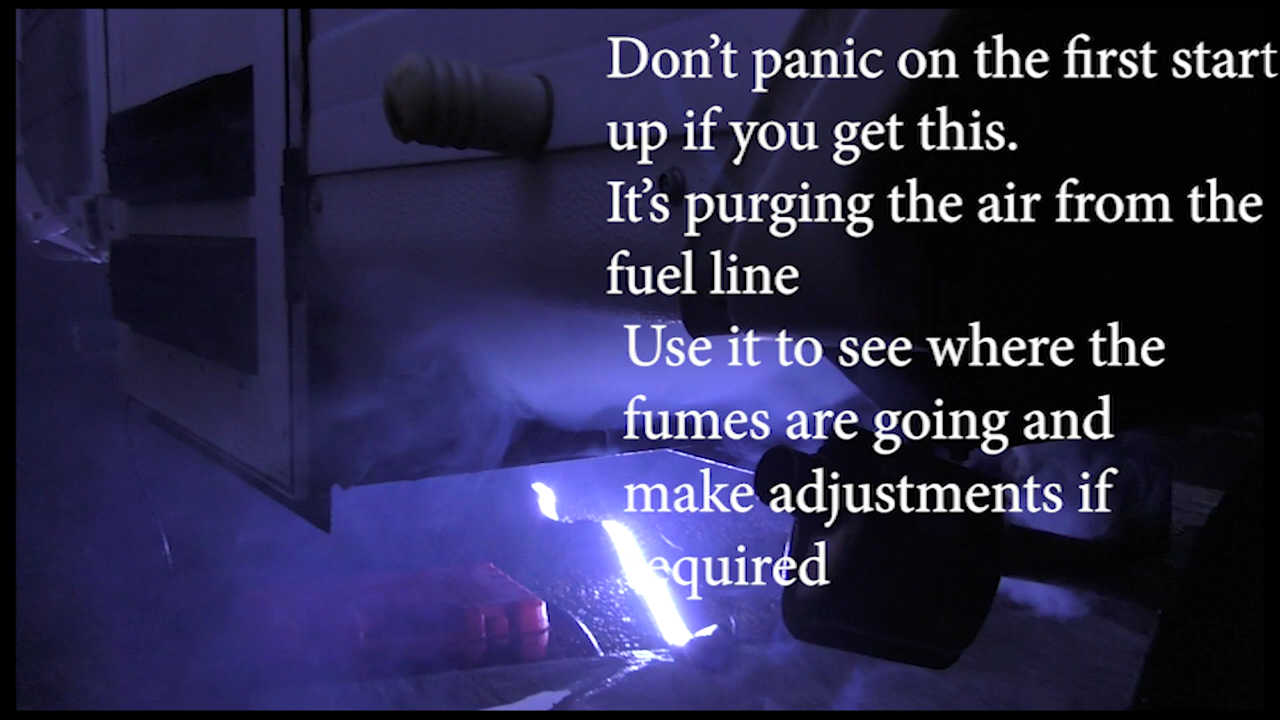 Don't panic on the first start
up if you get this.
It's purging the air from the
fuel line
Use it to see where the
fumes are going and
make adjustments if
required